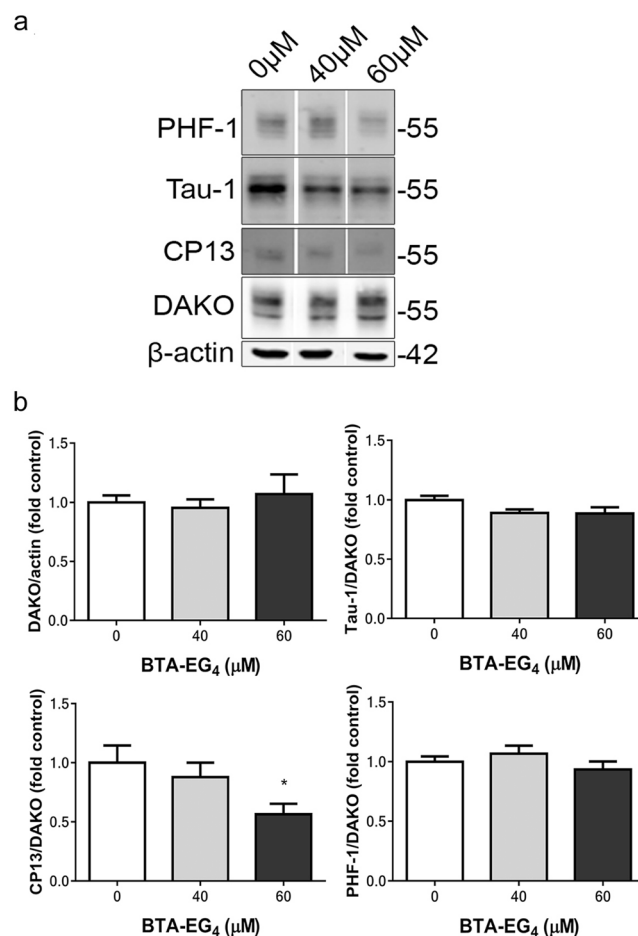 a
0μM 40μM 60μM
PHF-1 -55
Tau-1 -55
CP13 -55
DAKO -55
β-actin -42
b
DAKO/actin (fold control)
1.5
1.0
0.5
0.0
0 40 60
BTA-EG₄ (μM)
Tau-1/DAKO (fold control)
1.5
1.0
0.5
0.0
0 40 60
BTA-EG₄ (μM)
CP13/DAKO (fold control)
1.5
1.0
0.5
0.0
*
0 40 60
BTA-EG₄ (μM)
PHF-1/DAKO (fold control)
1.5
1.0
0.5
0.0
0 40 60
BTA-EG₄ (μM)